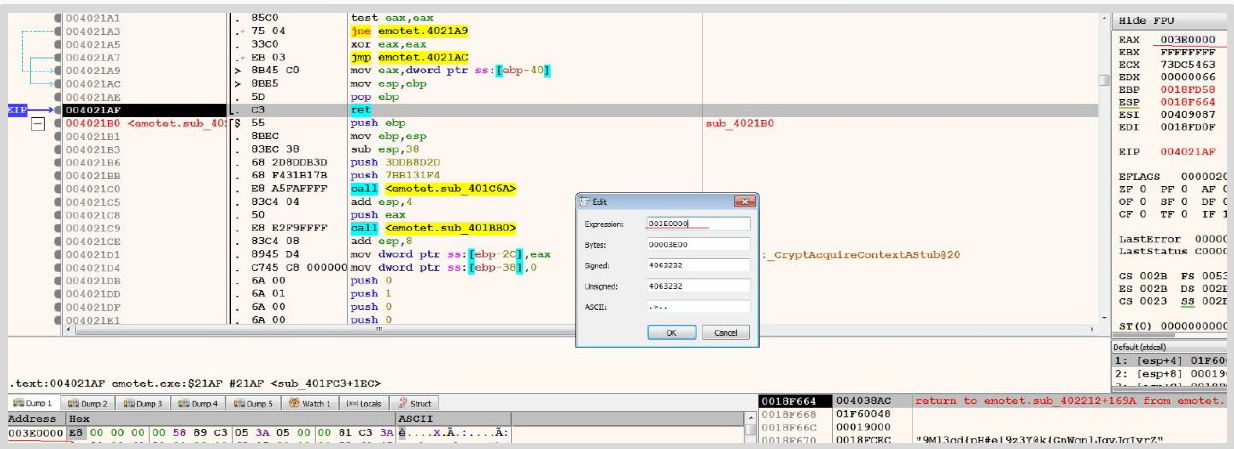 004021A1 . 85C0 test eax,eax
004021A3 .⌄ 75 04 jne emotet.4021A9
004021A5 . 33C0 xor eax,eax
004021A7 .⌄ EB 03 jmp emotet.4021AC
004021A9 > 8B45 C0 mov eax,dword ptr ss:[ebp-40]
004021AC > 8BE5 mov esp,ebp
004021AE . 5D pop ebp
EIP 004021AF . C3 ret
004021B0 <emotet.sub_40 $ 55 push ebp sub_4021B0
004021B1 . 8BEC mov ebp,esp
004021B3 . 83EC 38 sub esp,38
004021B6 . 68 2D8DDB3D push 3DDB8D2D
004021BB . 68 F431B17B push 7BB131F4
004021C0 . E8 A5FAFFFF call <emotet.sub_401C6A>
004021C5 . 83C4 04 add esp,4
004021C8 . 50 push eax
004021C9 . E8 E2F9FFFF call <emotet.sub_401BB0>
004021CE . 83C4 08 add esp,8
004021D1 . 8945 D4 mov dword ptr ss:[ebp-2C],eax :_CryptAcquireContextAStub@20
004021D4 . C745 C8 000000 mov dword ptr ss:[ebp-38],0
004021DB . 6A 00 push 0
004021DD . 6A 01 push 1
004021DF . 6A 00 push 0
004021E1 . 6A 00 push 0
Edit
Expression: 003E0000
Bytes: 00003E00
Signed: 4063232
Unsigned: 4063232
ASCII: .>..
OK Cancel
Hide FPU
EAX 003E0000
EBX FFFFFFFF
ECX 73DC5463
EDX 00000066
EBP 0018FD58
ESP 0018F664
ESI 00409087
EDI 0018FD0F
EIP 004021AF
EFLAGS 0000020
ZF 0 PF 0 AF 0
OF 0 SF 0 DF 0
CF 0 TF 0 IF 1
LastError 00000
LastStatus C0000
GS 002B FS 0053
ES 002B DS 002B
CS 0023 SS 002B
ST(0) 0000000000
Default (stdcall)
1: [esp+4] 01F60
2: [esp+8] 00019
.text:004021AF emotet.exe:$21AF #21AF <sub_401FC3+1EC>
Dump 1 Dump 2 Dump 3 Dump 4 Dump 5 Watch 1 [x=] Locals Struct
Address Hex ASCII
003E0000 E8 00 00 00 00 58 89 C3 05 3A 05 00 00 81 C3 3A è....X.Ã.:....Ã:
0018F664 004038AC return to emotet.sub_402212+169A from emotet.
0018F668 01F60048
0018F66C 00019000
0018F670 0018FCEC